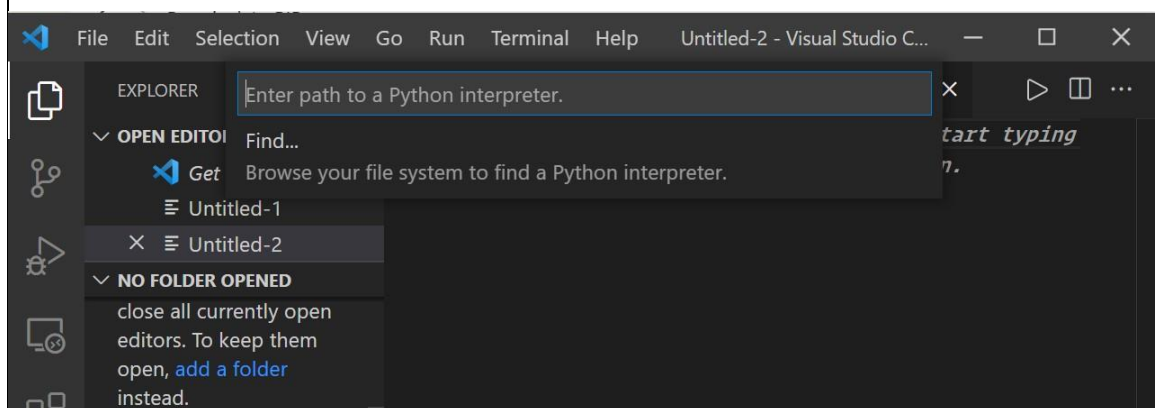 File Edit Selection View Go Run Terminal Help Untitled-2 - Visual Studio C...
EXPLORER
Enter path to a Python interpreter.
OPEN EDITO
Find...
tart typing
Get
Browse your file system to find a Python interpreter.
n.
Untitled-1
Untitled-2
NO FOLDER OPENED
close all currently open
editors. To keep them
open, add a folder
instead.